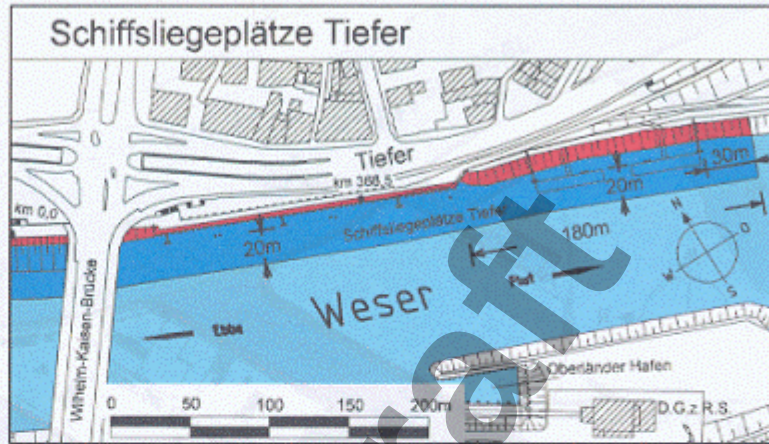 Schiffsliegeplätze Tiefer
Tiefer
km 366,5
km 0,0
30m
20m
20m
Schiffsliegeplätze Tiefer
180m
N
O
W
S
Flut
Weser
Ebbe
Wilhelm-Kaisen-Brücke
Oberländer Hafen
0 50 100 150 200m
D.G.z.R.S.